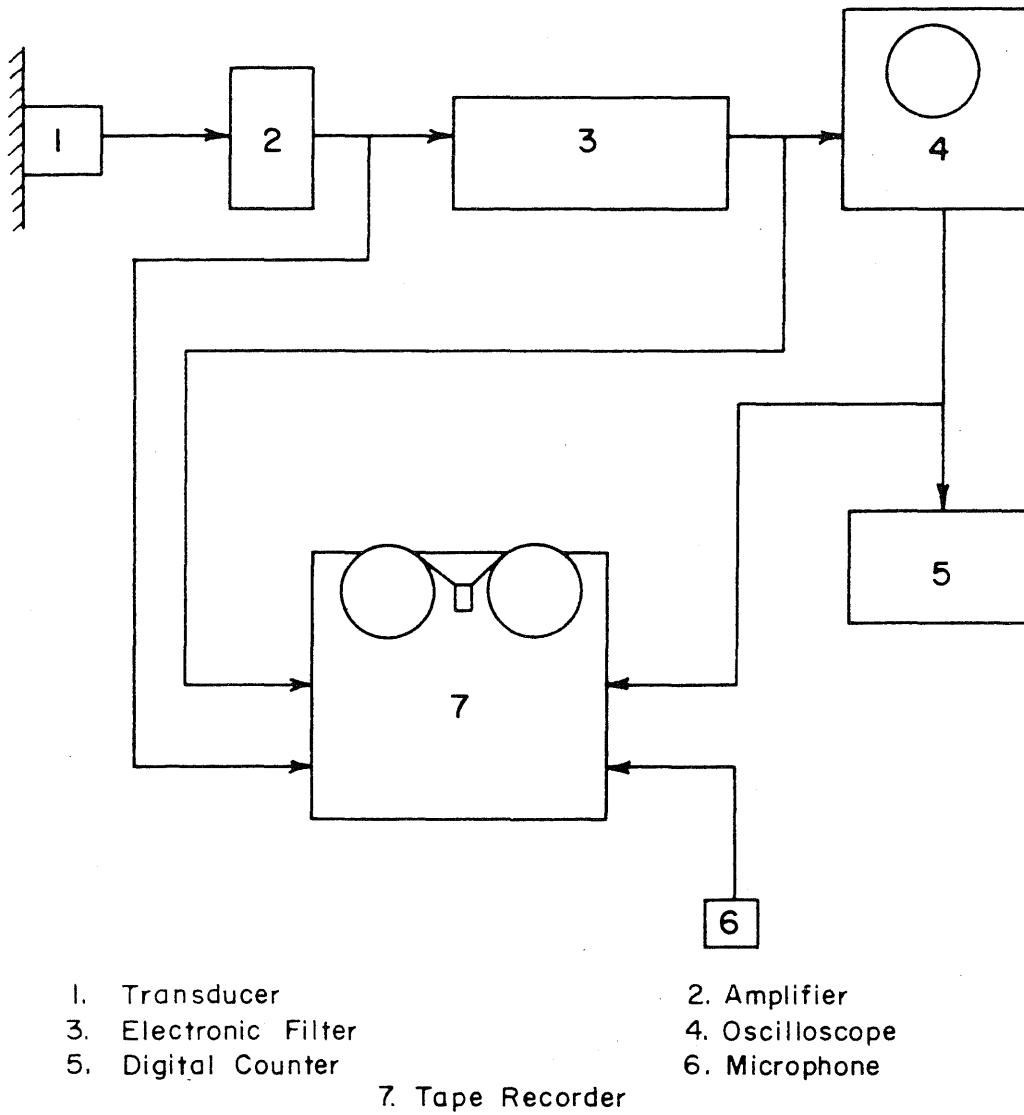 1
2
3
4
5
7
6
1. Transducer
2. Amplifier
3. Electronic Filter
4. Oscilloscope
5. Digital Counter
6. Microphone
7. Tape Recorder